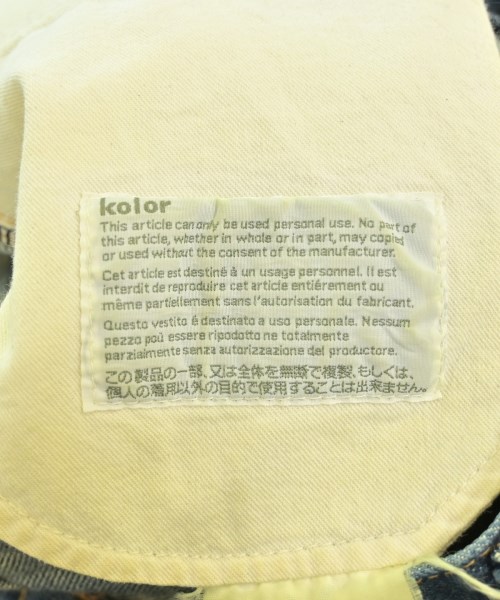 kolor
This article can only be used personal use. No part of
this article, whether in whole or in part, may copied
or used without the consent of the manufacturer.
Cet article est destiné à un usage personnel. Il est
interdit de reproduire cet article entiérement ou
même partiellement sans l'autorisation du fabricant.
Questo vestito é destinato a uso personale. Nessum
pezzo poù essere ripodotto ne totalmente
parzialmente senza autorizzazione del productore.
この製品の一部、又は全体を無断で複製、もしくは、
個人の着用以外の目的で使用することは出来ません。